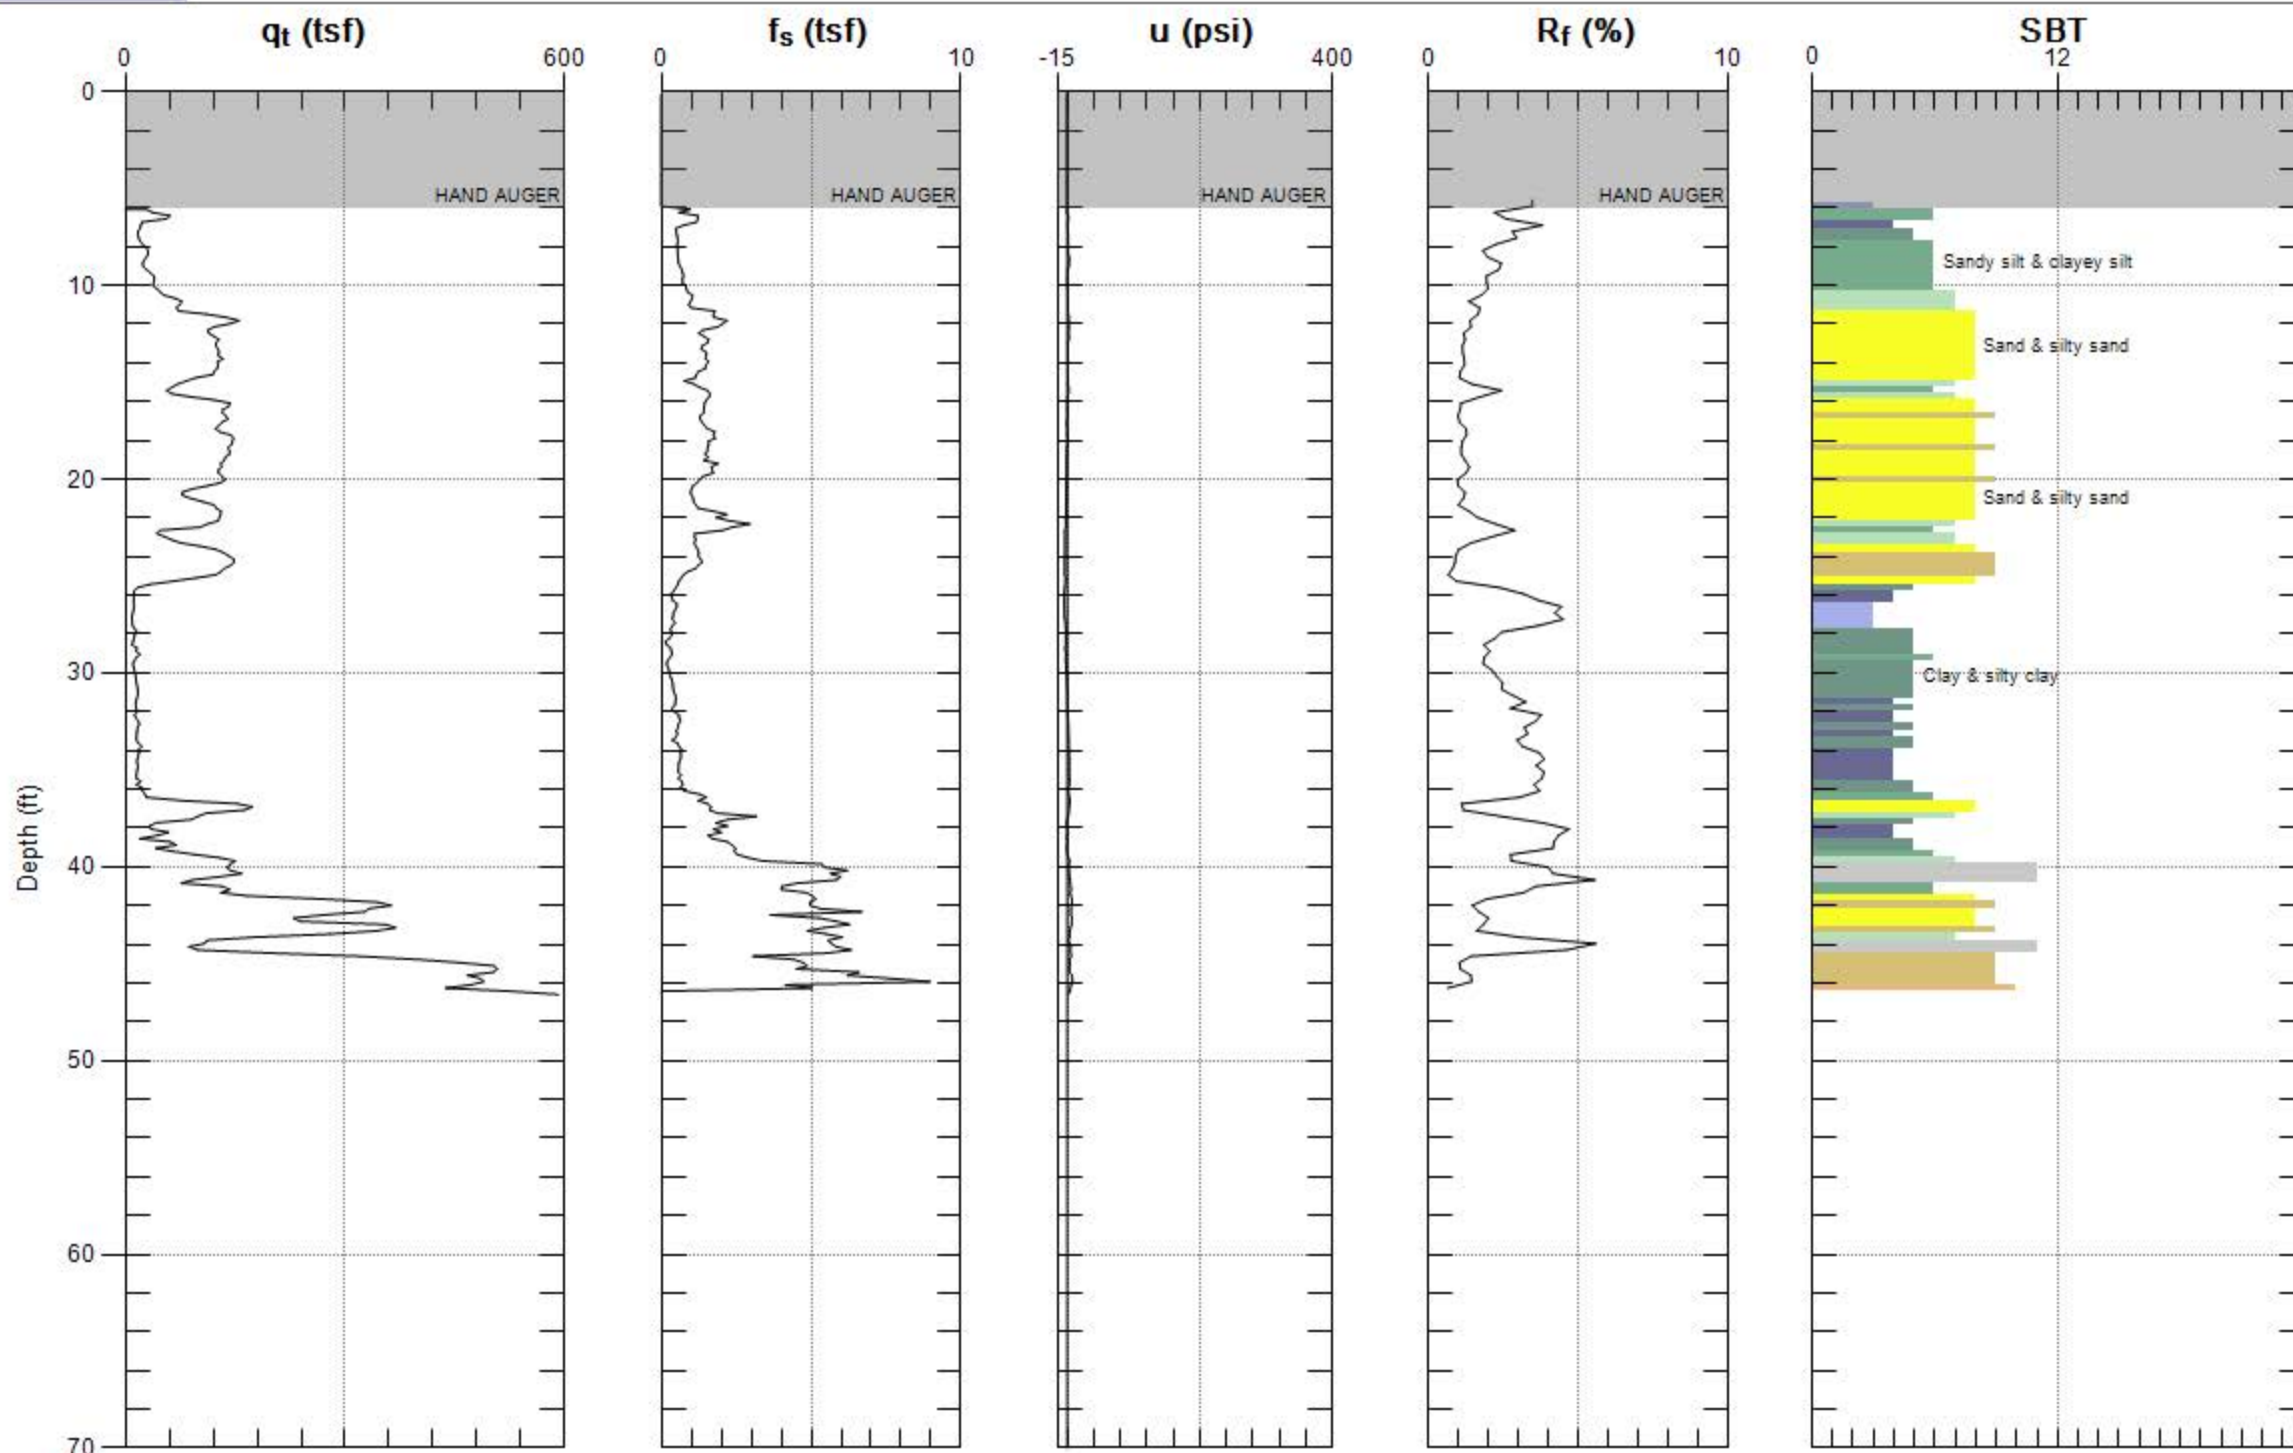 qt (tsf) fs (tsf) u (psi) Rf (%) SBT
0 600 0 10 -15 400 0 10 0 12
0
HAND AUGER HAND AUGER HAND AUGER HAND AUGER
Sandy silt & clayey silt
10
Sand & silty sand
20
Sand & silty sand
30
Clay & silty clay
Depth (ft)
40
50
60
70